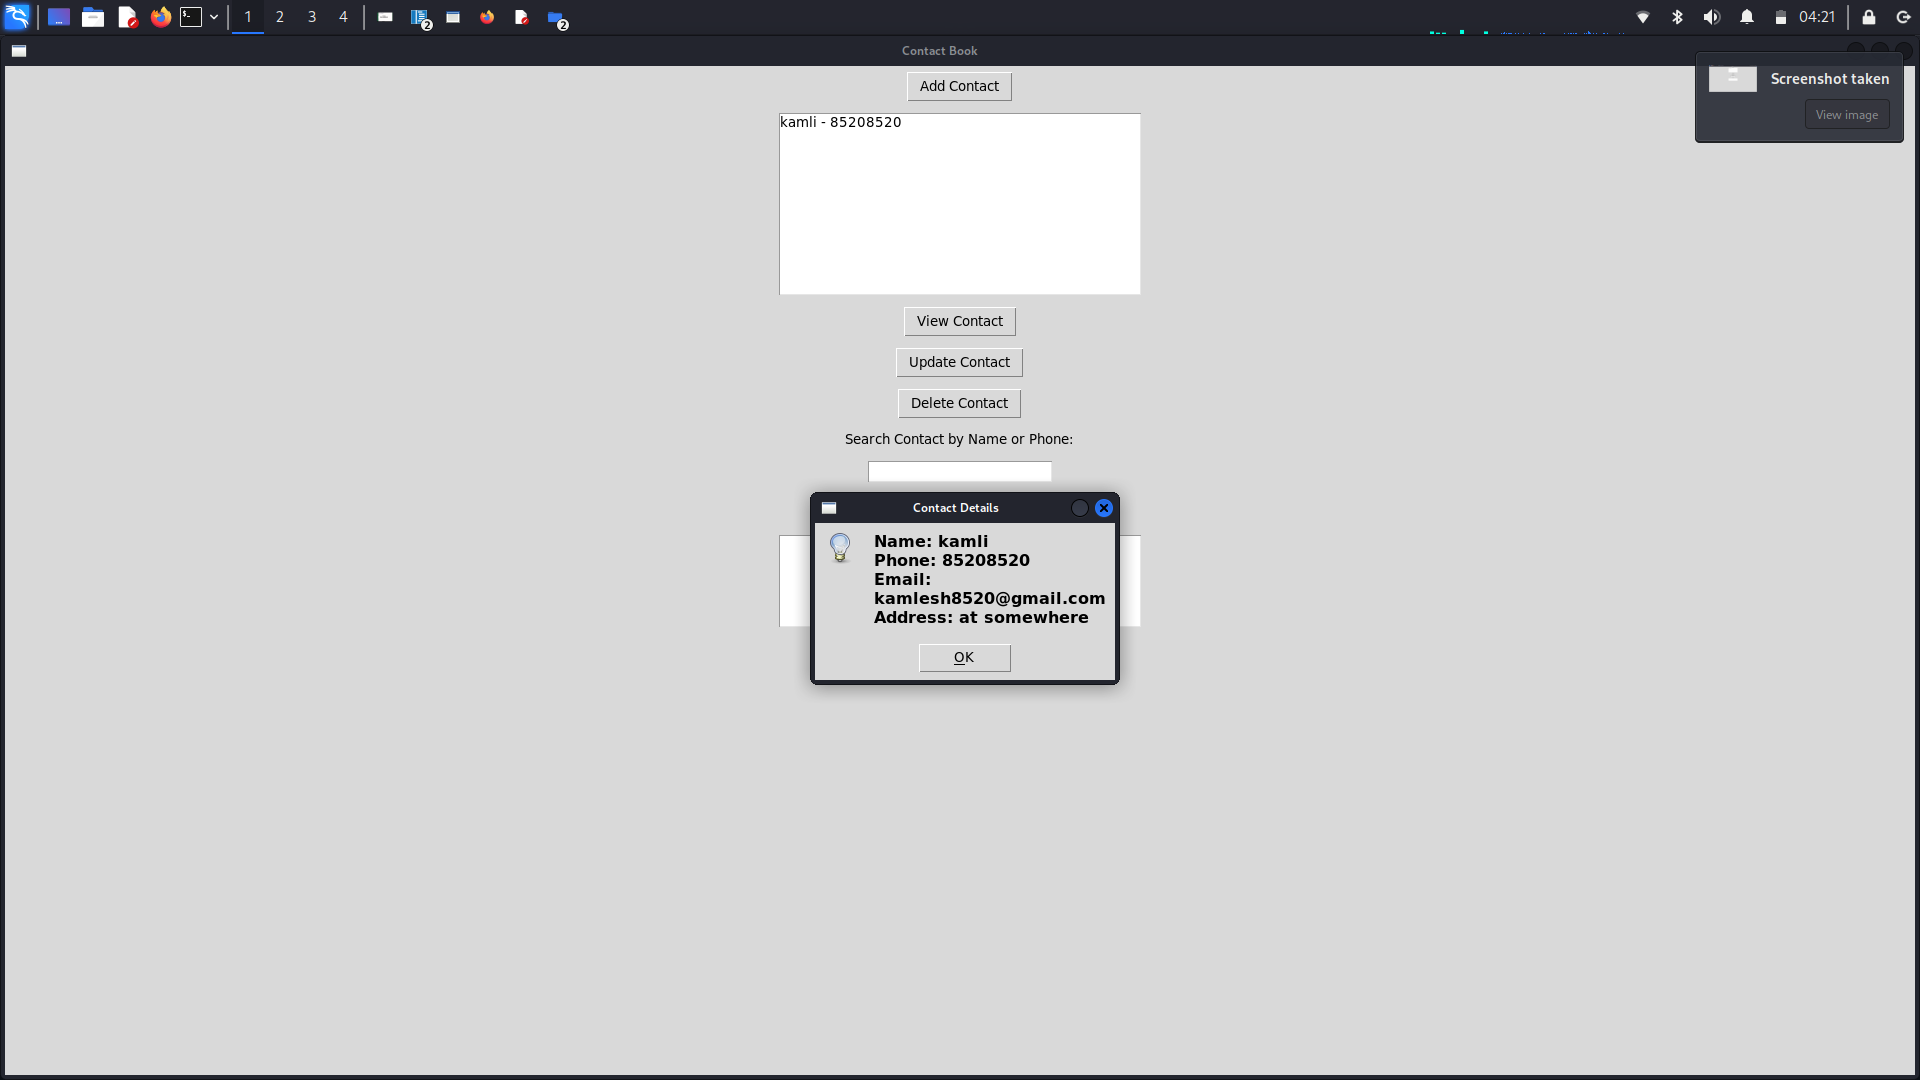 1 2 3 4 2 2 04:21
Contact Book
Screenshot taken
View image
Add Contact
kamli - 85208520
View Contact
Update Contact
Delete Contact
Search Contact by Name or Phone:
Contact Details
Name: kamli
Phone: 85208520
Email:
kamlesh8520@gmail.com
Address: at somewhere
OK